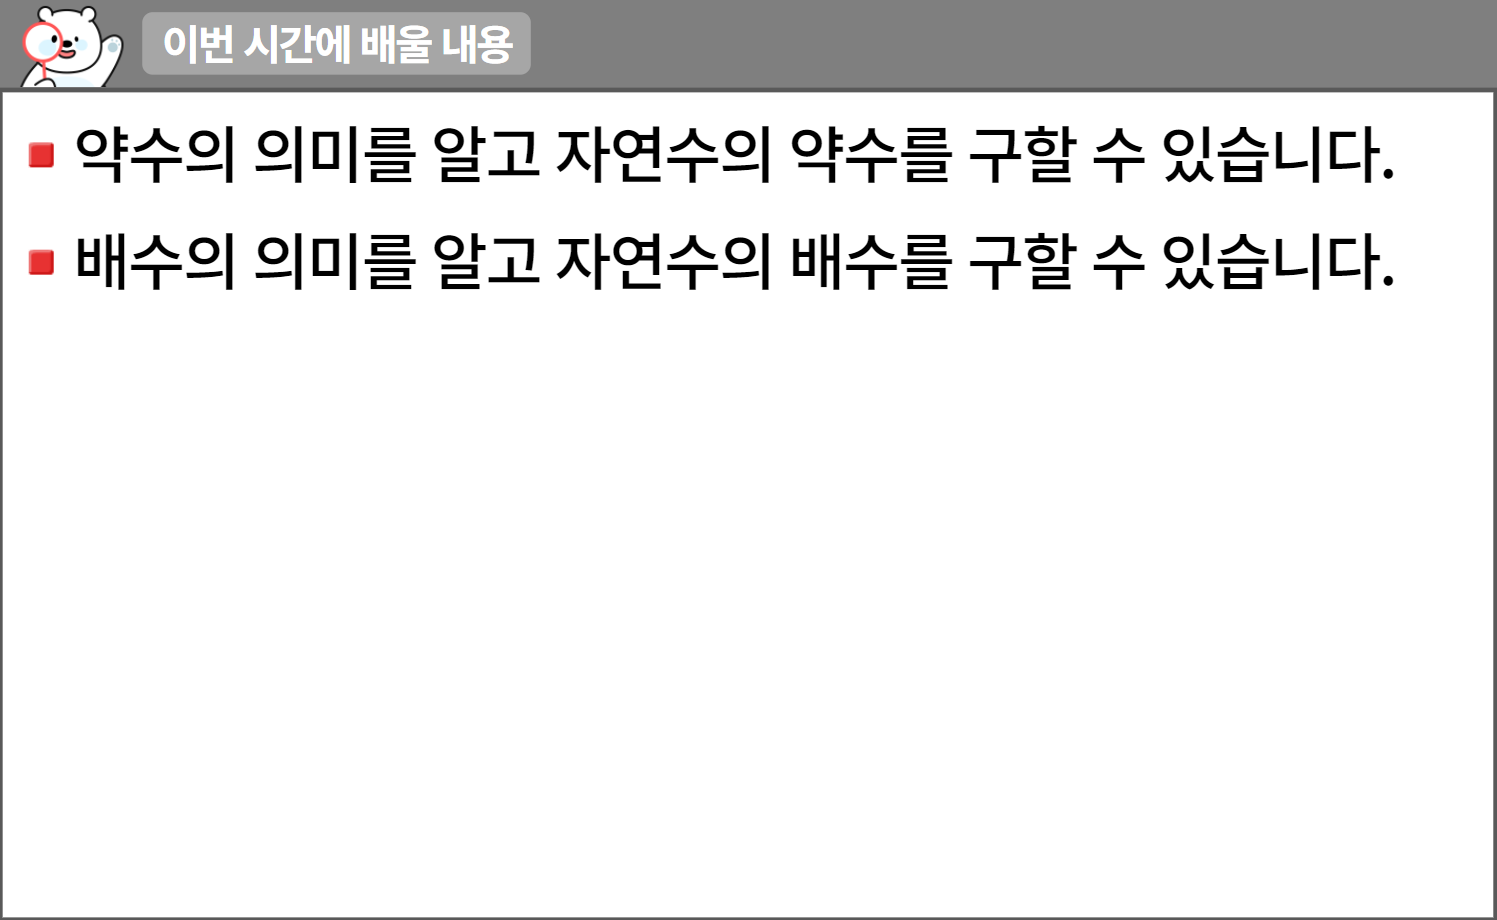 이번 시간에 배울 내용
약수의 의미를 알고 자연수의 약수를 구할 수 있습니다.
배수의 의미를 알고 자연수의 배수를 구할 수 있습니다.